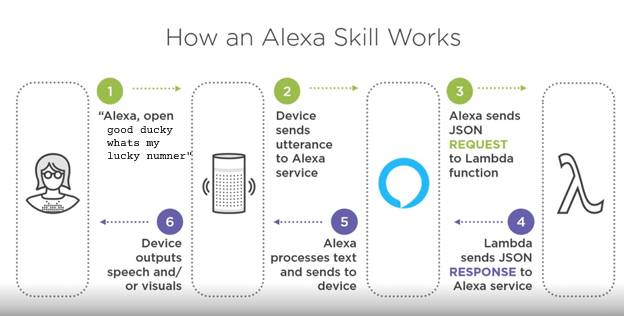 How an Alexa Skill Works
1
“Alexa, open
good ducky
whats my
lucky numner"
2
Device
sends
utterance
to Alexa
service
3
Alexa sends
JSON
REQUEST
to Lambda
function
λ
6
Device
outputs
speech and/
or visuals
5
Alexa
processes text
and sends to
device
4
Lambda
sends JSON
RESPONSE to
Alexa service